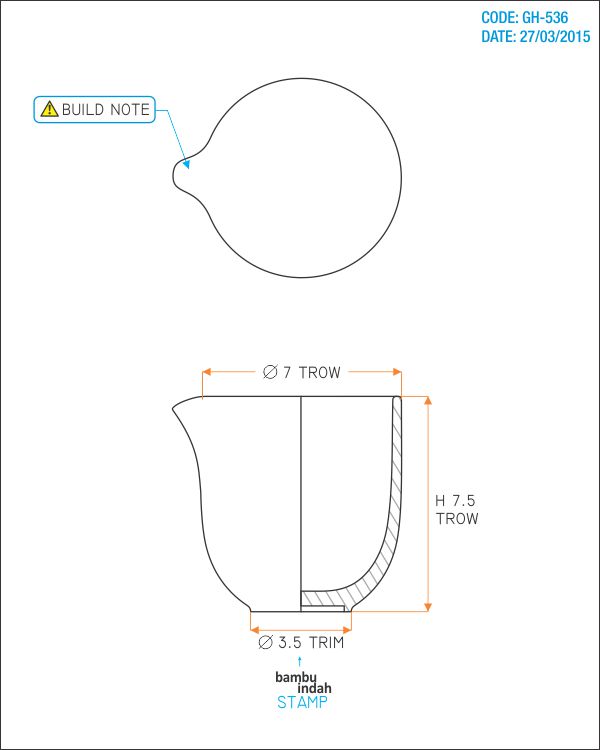 CODE: GH-536
DATE: 27/03/2015
BUILD NOTE
Ø 7 TROW
H 7.5
TROW
Ø 3.5 TRIM
bambu
indah
STAMP